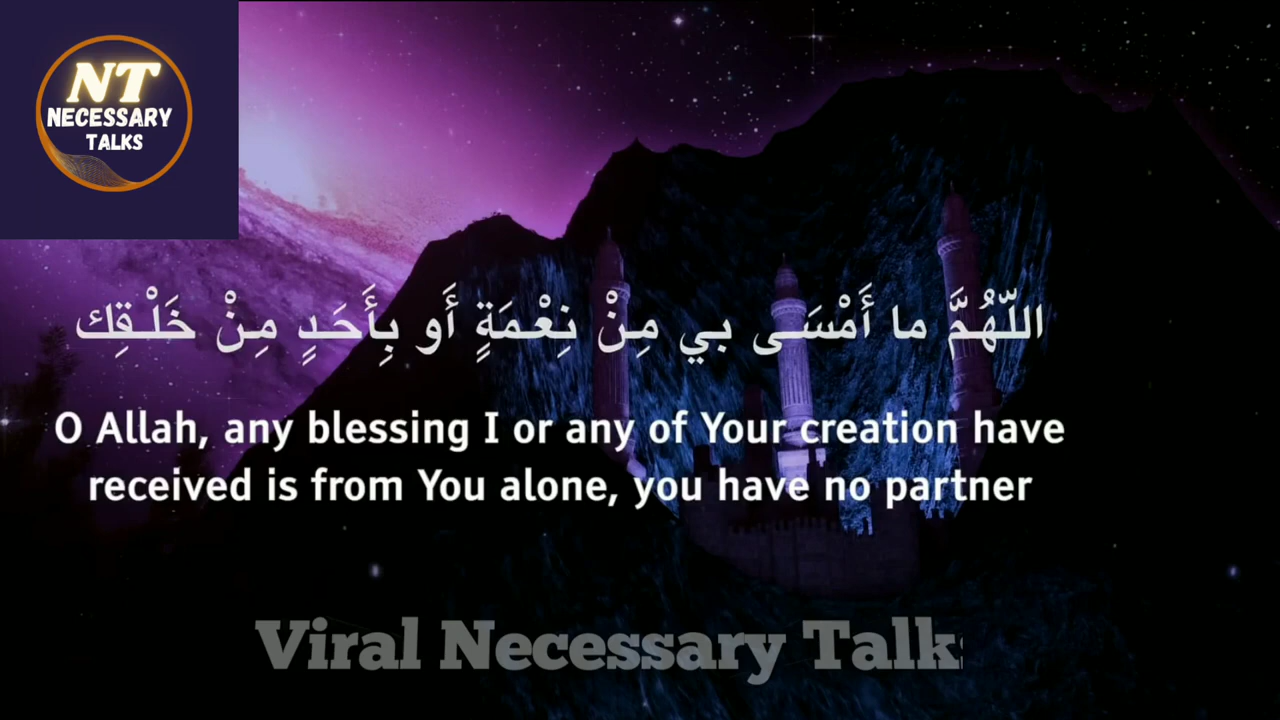 NT
NECESSARY
TALKS
اللّهُمَّ ما أَمْسَى بي مِنْ نِعْمَةٍ أَو بِأَحَدٍ مِنْ خَلْقِك
O Allah, any blessing I or any of Your creation have
received is from You alone, you have no partner
Viral Necessary Talks